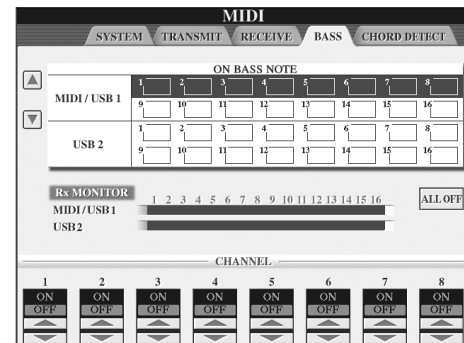 MIDI
SYSTEM TRANSMIT RECEIVE BASS CHORD DETECT
ON BASS NOTE
MIDI / USB 1
1 2 3 4 5 6 7 8
9 10 11 12 13 14 15 16
USB 2
1 2 3 4 5 6 7 8
9 10 11 12 13 14 15 16
Rx MONITOR 1 2 3 4 5 6 7 8 9 10 11 12 13 14 15 16
MIDI / USB 1
USB 2
ALL OFF
CHANNEL
1 2 3 4 5 6 7 8
ON ON ON ON ON ON ON ON
OFF OFF OFF OFF OFF OFF OFF OFF